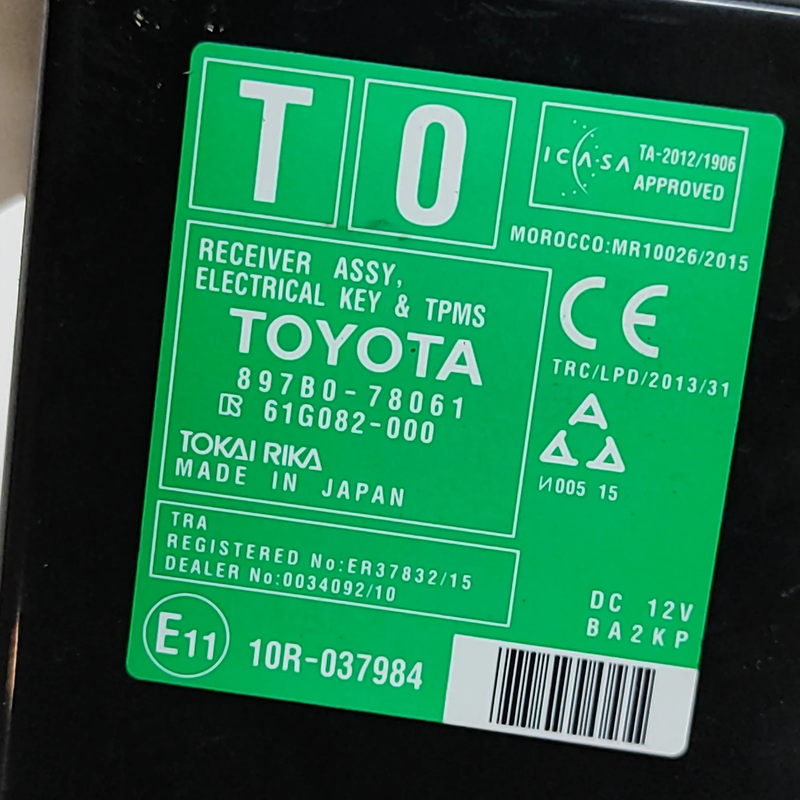 T 0
ICASA TA-2012/1906
APPROVED
MOROCCO:MR10026/2015
RECEIVER ASSY,
ELECTRICAL KEY & TPMS
TOYOTA
897B0-78061
61G082-000
TOKAI RIKA
MADE IN JAPAN
CE
TRC/LPD/2013/31
И005 15
TRA
REGISTERED No:ER37832/15
DEALER No:0034092/10
DC 12V
BA2KP
E11 10R-037984